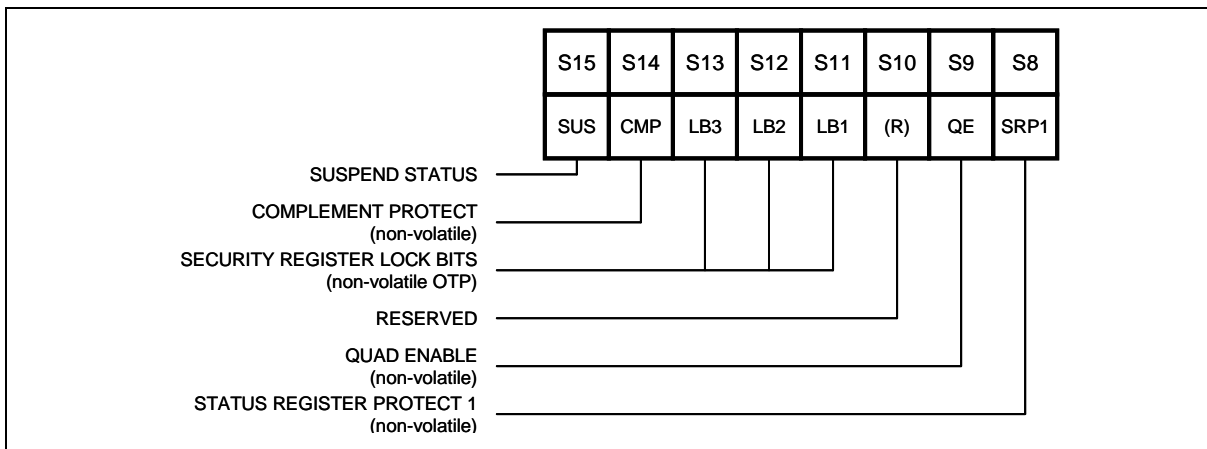 S15 S14 S13 S12 S11 S10 S9 S8
SUS CMP LB3 LB2 LB1 (R) QE SRP1
SUSPEND STATUS
COMPLEMENT PROTECT
(non-volatile)
SECURITY REGISTER LOCK BITS
(non-volatile OTP)
RESERVED
QUAD ENABLE
(non-volatile)
STATUS REGISTER PROTECT 1
(non-volatile)